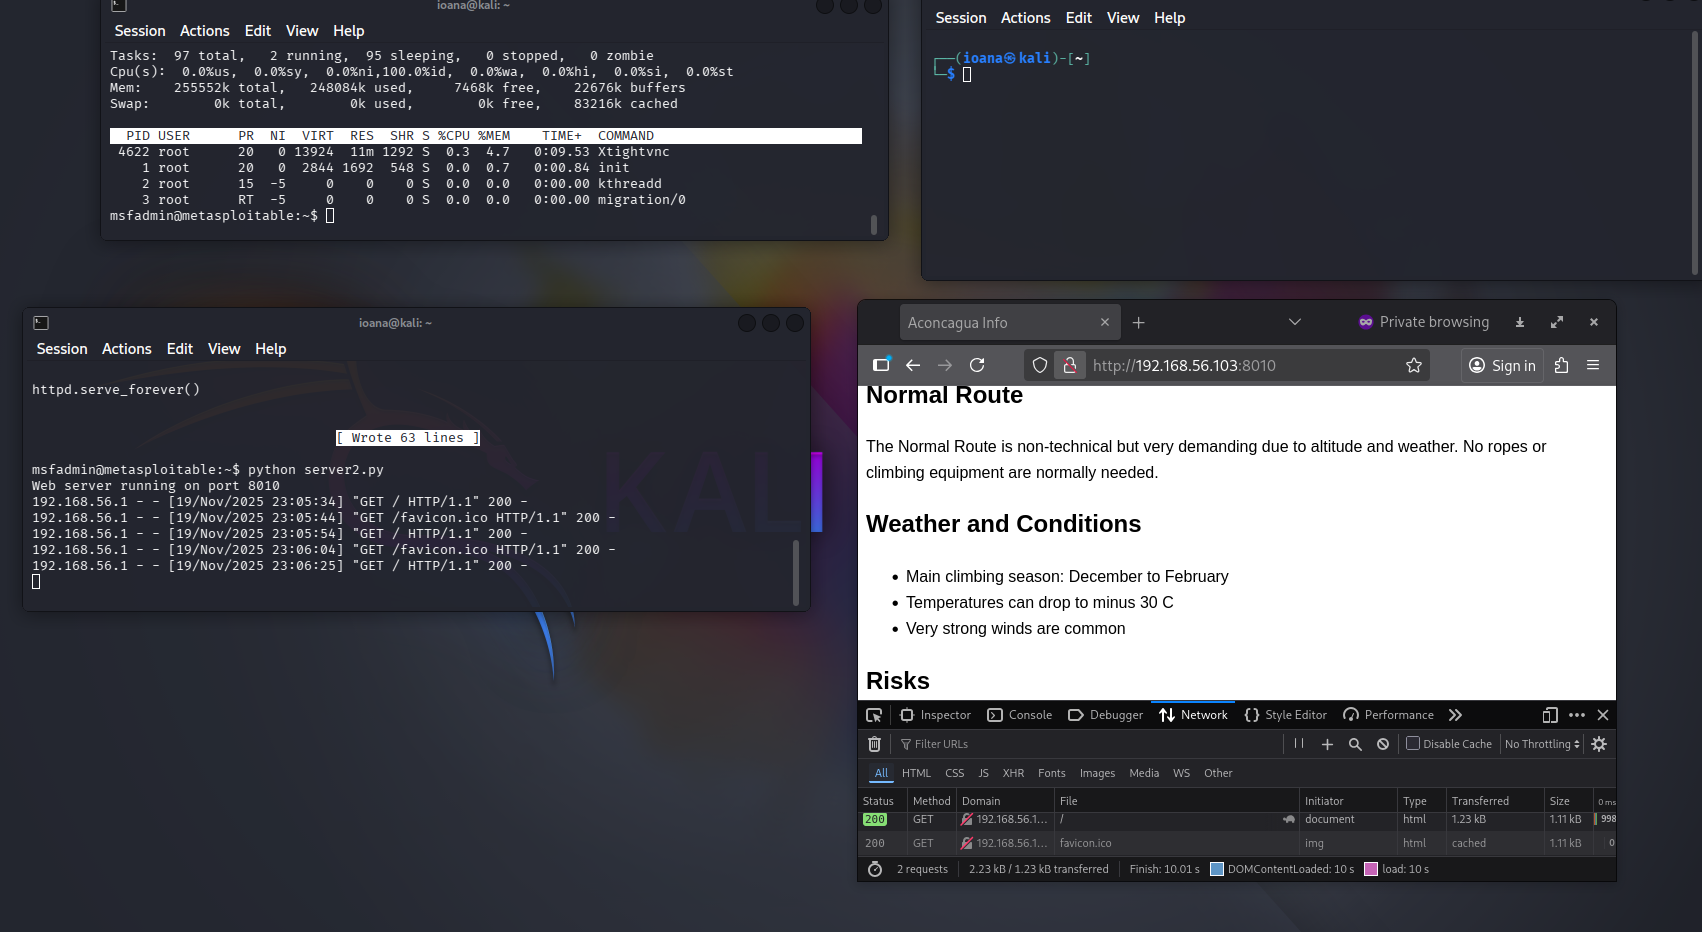 ioana@kali: ~
Session Actions Edit View Help
Tasks:  97 total,   2 running,  95 sleeping,   0 stopped,   0 zombie
Cpu(s):  0.0%us,  0.0%sy,  0.0%ni,100.0%id,  0.0%wa,  0.0%hi,  0.0%si,  0.0%st
Mem:    255552k total,   248084k used,     7468k free,    22676k buffers
Swap:        0k total,        0k used,        0k free,    83216k cached
PID USER      PR  NI  VIRT  RES  SHR S %CPU %MEM    TIME+  COMMAND
4622 root      20   0 13924  11m 1292 S  0.3  4.7   0:09.53 Xtightvnc
1 root      20   0  2844 1692  548 S  0.0  0.7   0:00.84 init
2 root      15  -5     0    0    0 S  0.0  0.0   0:00.00 kthreadd
3 root      RT  -5     0    0    0 S  0.0  0.0   0:00.00 migration/0
msfadmin@metasploitable:~$
Session Actions Edit View Help
┌──(ioana㉿kali)-[~]
└─$
ioana@kali: ~
Session Actions Edit View Help
httpd.serve_forever()
[ Wrote 63 lines ]
msfadmin@metasploitable:~$ python server2.py
Web server running on port 8010
192.168.56.1 - - [19/Nov/2025 23:05:34] "GET / HTTP/1.1" 200 -
192.168.56.1 - - [19/Nov/2025 23:05:44] "GET /favicon.ico HTTP/1.1" 200 -
192.168.56.1 - - [19/Nov/2025 23:05:54] "GET / HTTP/1.1" 200 -
192.168.56.1 - - [19/Nov/2025 23:06:04] "GET /favicon.ico HTTP/1.1" 200 -
192.168.56.1 - - [19/Nov/2025 23:06:25] "GET / HTTP/1.1" 200 -
KALI
Aconcagua Info
Private browsing
http://192.168.56.103:8010
Sign in
Normal Route
The Normal Route is non-technical but very demanding due to altitude and weather. No ropes or
climbing equipment are normally needed.
Weather and Conditions
• Main climbing season: December to February
• Temperatures can drop to minus 30 C
• Very strong winds are common
Risks
Inspector Console Debugger Network Style Editor Performance
Filter URLs
Disable Cache No Throttling
All HTML CSS JS XHR Fonts Images Media WS Other
Status Method Domain File Initiator Type Transferred Size 0 ms
200 GET 192.168.56.1... / document html 1.23 kB 1.11 kB 998
200 GET 192.168.56.1... favicon.ico img html cached 1.11 kB 0
2 requests 2.23 kB / 1.23 kB transferred Finish: 10.01 s DOMContentLoaded: 10 s load: 10 s